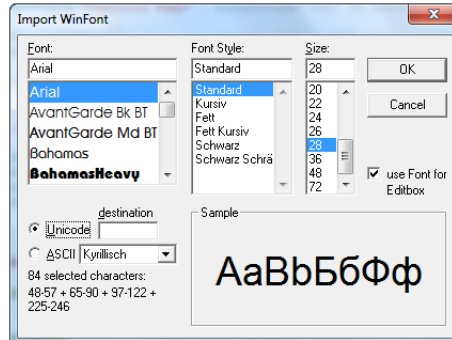 Import WinFont
Font:
Font Style:
Size:
Arial
Standard
28
OK
Arial
AvantGarde Bk BT
AvantGarde Md BT
Bahamas
BahamasHeavy
Standard
Kursiv
Fett
Fett Kursiv
Schwarz
Schwarz Schrä
20
22
24
26
28
36
48
72
Cancel
use Font for
Editbox
destination
Unicode
ASCII
Kyrillisch
84 selected characters:
48-57 + 65-90 + 97-122 +
225-246
Sample
AaBbБбФф